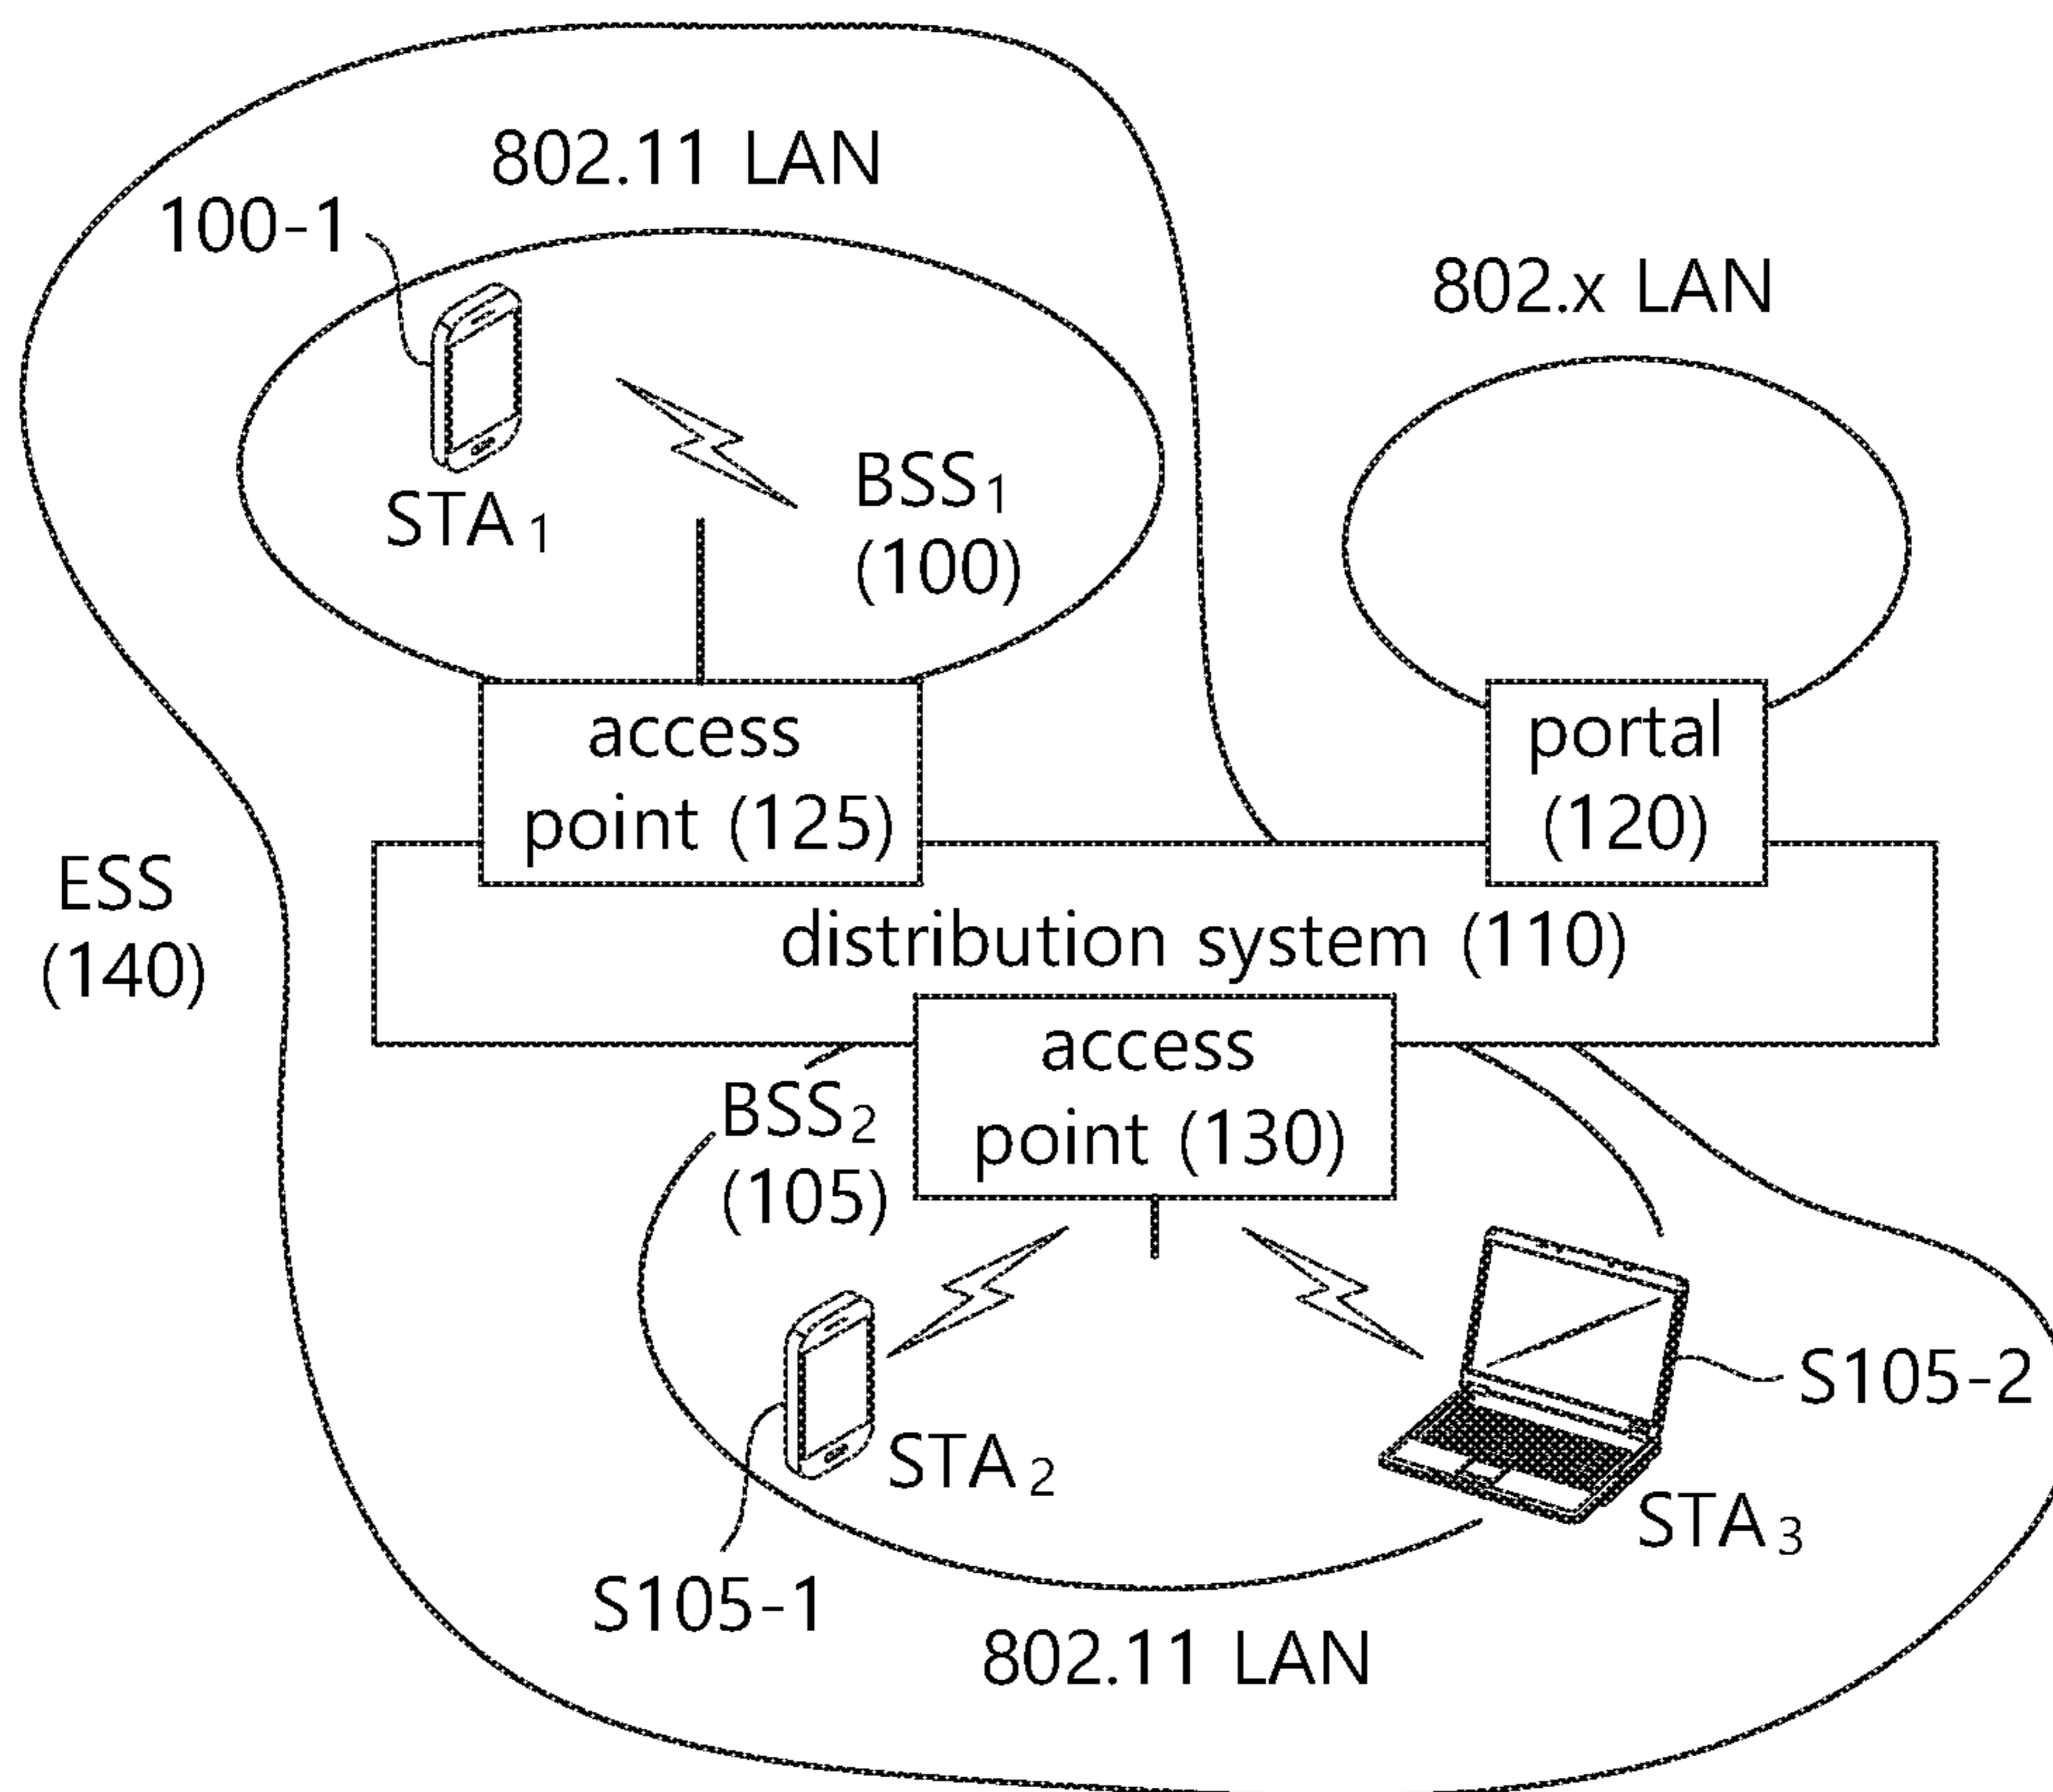 802.11 LAN
100-1
802.x LAN
STA1
BSS1
(100)
access
point (125)
portal
(120)
ESS
(140)
distribution system (110)
access
point (130)
BSS2
(105)
S105-2
STA2
STA3
S105-1
802.11 LAN